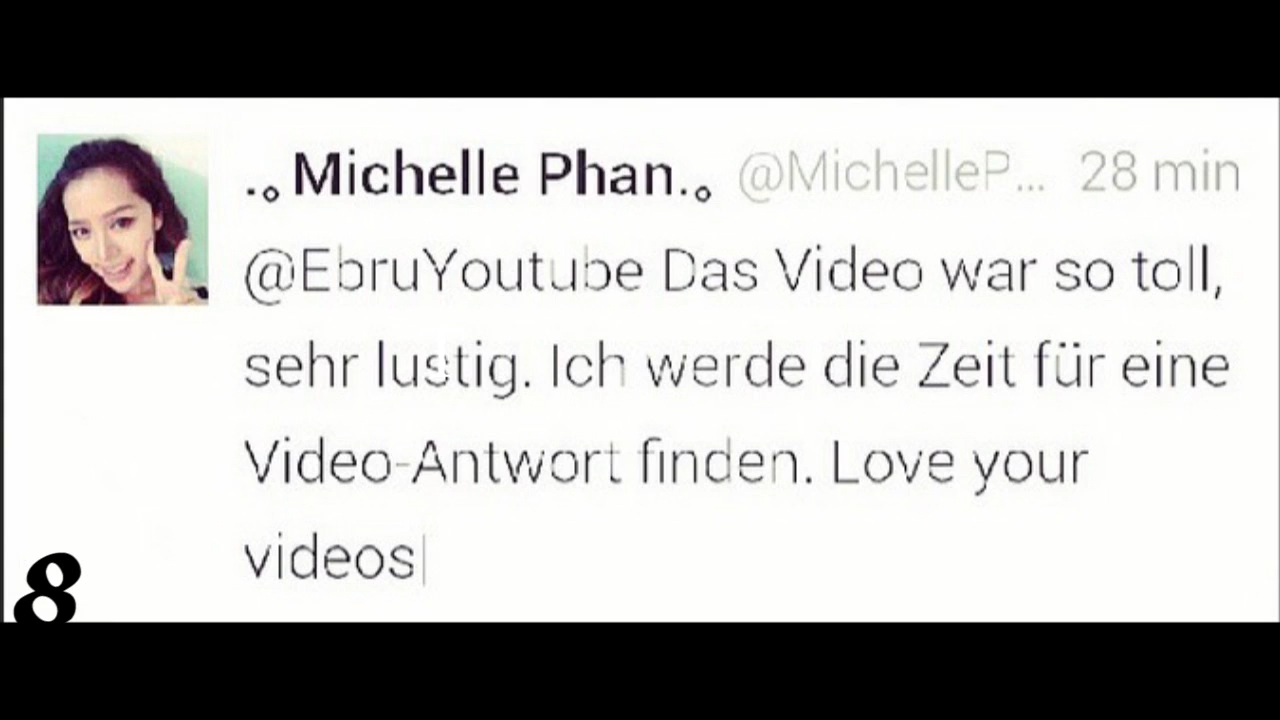 .。Michelle Phan.。 @MichelleP... 28 min
@EbruYoutube Das Video war so toll,
sehr lustig. Ich werde die Zeit für eine
Video-Antwort finden. Love your
videos
8